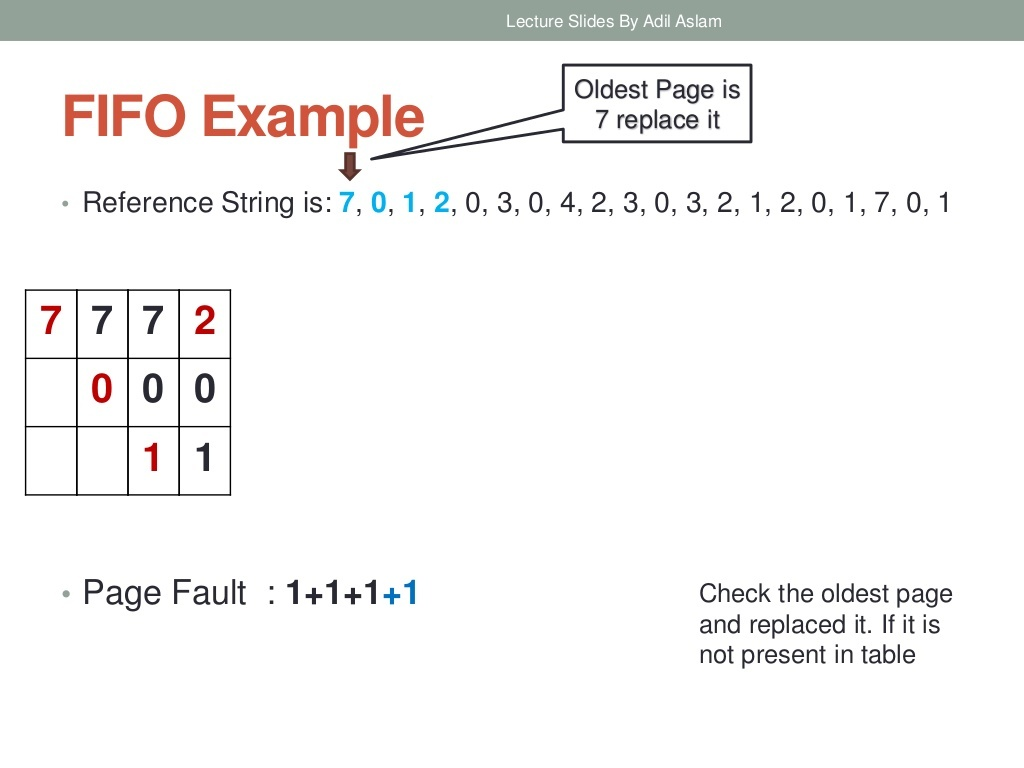 Lecture Slides By Adil Aslam
Oldest Page is
7 replace it
FIFO Example
• Reference String is: 7, 0, 1, 2, 0, 3, 0, 4, 2, 3, 0, 3, 2, 1, 2, 0, 1, 7, 0, 1
7 7 7 2
0 0 0
1 1
• Page Fault : 1+1+1+1
Check the oldest page
and replaced it. If it is
not present in table